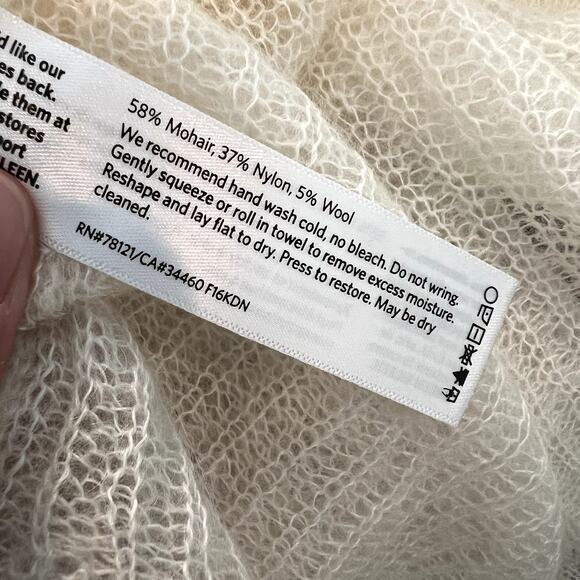 d like our
es back.
e them at
stores
port
LEEN.
58% Mohair, 37% Nylon, 5% Wool
We recommend hand wash cold, no bleach. Do not wring.
Gently squeeze or roll in towel to remove excess moisture.
Reshape and lay flat to dry. Press to restore. May be dry
cleaned.
RN#78121/CA#34460 F16KDN